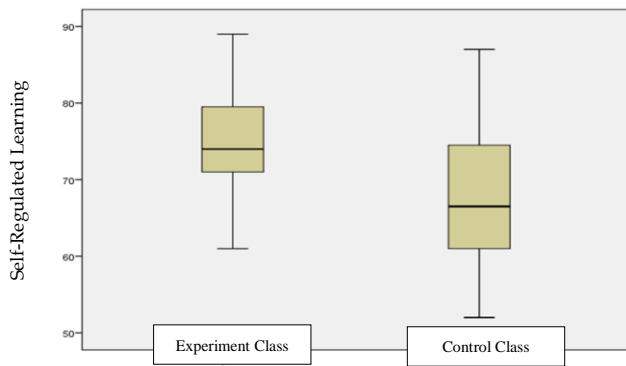 Self-Regulated Learning
90
80
70
60
50
Experiment Class
Control Class